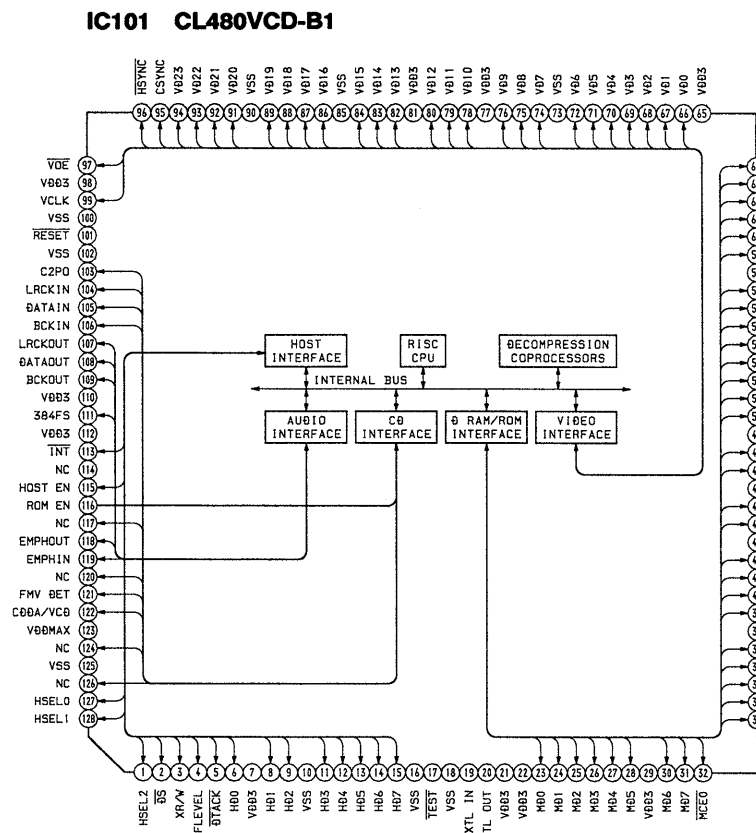 IC101 CL480VCD-B1
HSYNC CSYNC VD23 VD22 VD21 VD20 VSS VD19 VD18 VD17 VD16 VSS VD15 VD14 VD13 VDD3 VD12 VD11 VD10 VDD3 VD9 VD8 VD7 VSS VD6 VD5 VD4 VD3 VD2 VD1 VD0 VDD3
96 95 94 93 92 91 90 89 88 87 86 85 84 83 82 81 80 79 78 77 76 75 74 73 72 71 70 69 68 67 66 65
VOE 97
VDD3 98
VCLK 99
VSS 100
RESET 101
VSS 102
C2PO 103
LRCKIN 104
DATAIN 105
BCKIN 106
LRCKOUT 107
DATAOUT 108
BCKOUT 109
VDD3 110
384FS 111
VDD3 112
INT 113
NC 114
HOST EN 115
ROM EN 116
NC 117
EMPHOUT 118
EMPHIN 119
NC 120
FMV DET 121
CDDA/VCD 122
VDDMAX 123
NC 124
VSS 125
NC 126
HSEL0 127
HSEL1 128
HOST
INTERFACE
RISC
CPU
DECOMPRESSION
COPROCESSORS
INTERNAL BUS
AUDIO
INTERFACE
CD
INTERFACE
D RAM/ROM
INTERFACE
VIDEO
INTERFACE
1 2 3 4 5 6 7 8 9 10 11 12 13 14 15 16 17 18 19 20 21 22 23 24 25 26 27 28 29 30 31 32
HSEL2 DS XR/W FLEVEL DTACK HD0 VDD3 HD1 HD2 VSS HD3 HD4 HD5 HD6 HD7 VSS TEST VSS XTL IN TL OUT VDD3 VDD3 MD0 MD1 MD2 MD3 MD4 MD5 VDD3 MD6 MD7 MCE0